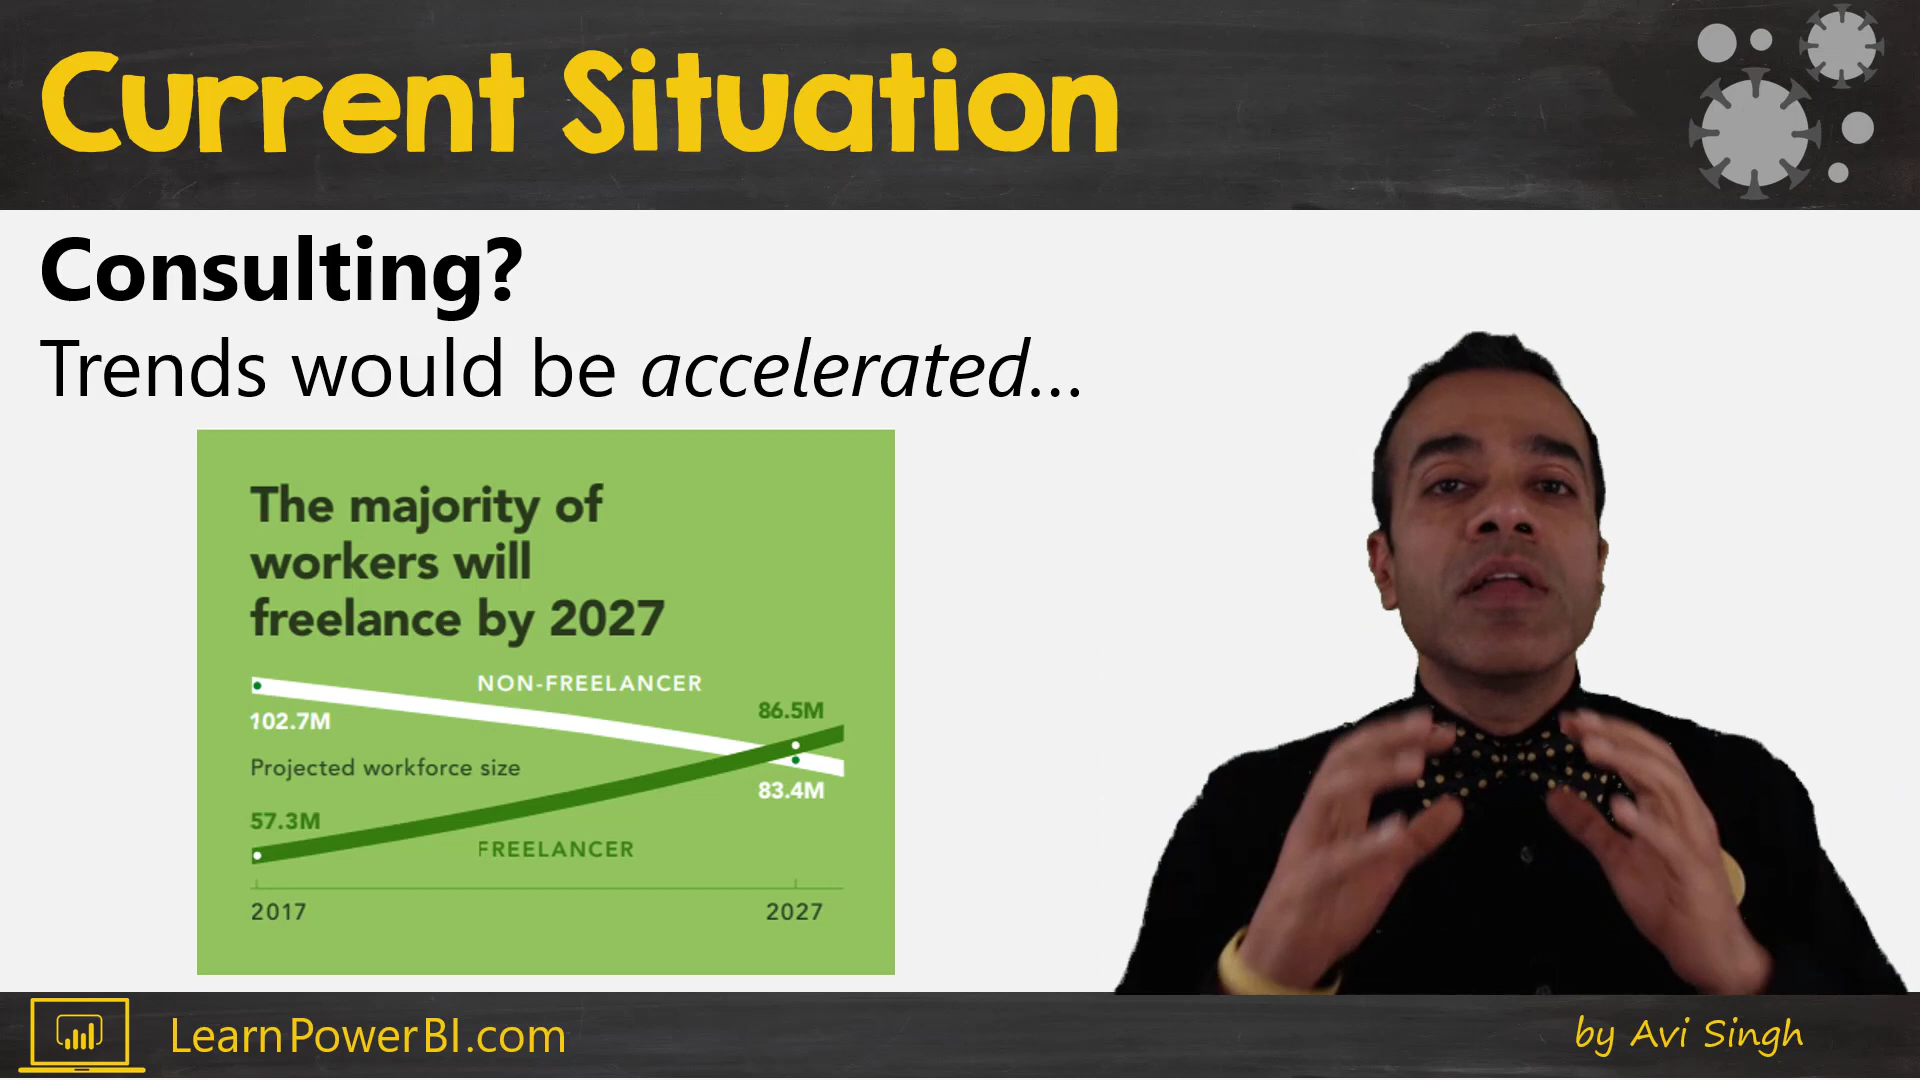 Current Situation
Consulting?
Trends would be accelerated...
The majority of
workers will
freelance by 2027
NON-FREELANCER
102.7M
86.5M
Projected workforce size
83.4M
57.3M
FREELANCER
2017
2027
LearnPowerBI.com
by Avi Singh